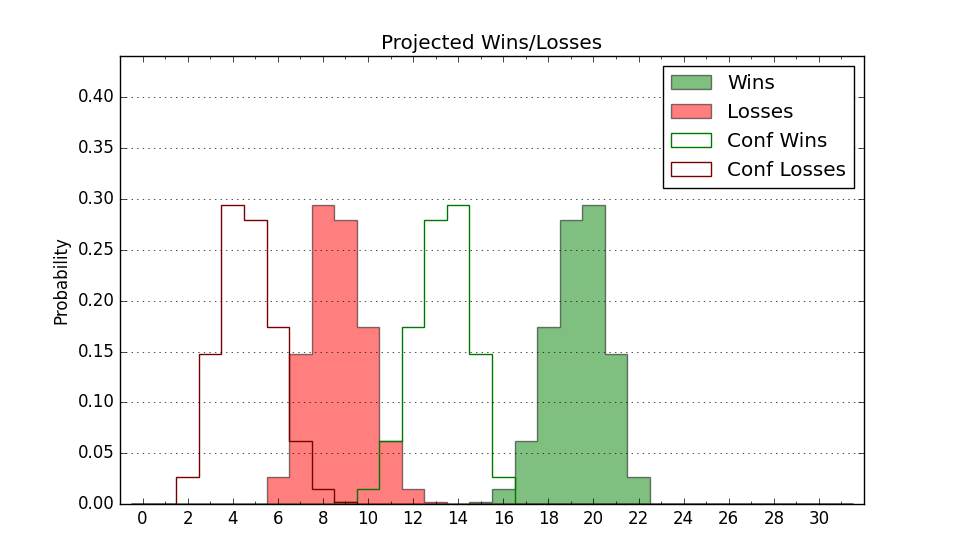 Projected Wins/Losses
Probability
0.40
0.35
0.30
0.25
0.20
0.15
0.10
0.05
0.00
0 2 4 6 8 10 12 14 16 18 20 22 24 26 28 30
Wins
Losses
Conf Wins
Conf Losses